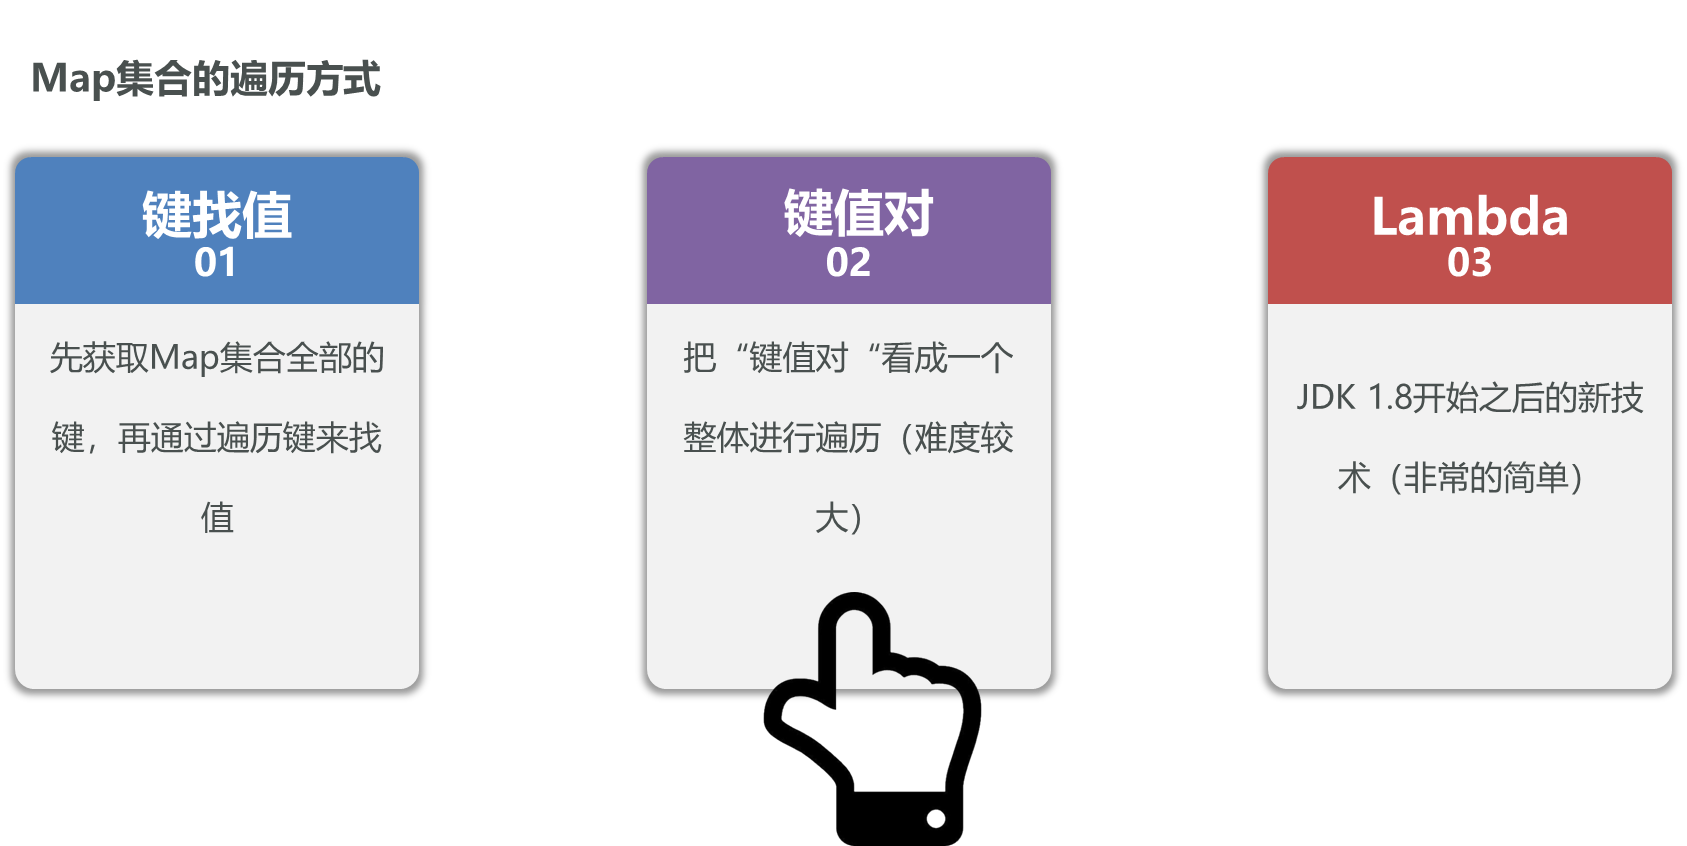 Map集合的遍历方式
键找值
01
先获取Map集合全部的
键，再通过遍历键来找
值
键值对
02
把“键值对“看成一个
整体进行遍历（难度较
大）
Lambda
03
JDK 1.8开始之后的新技
术（非常的简单）